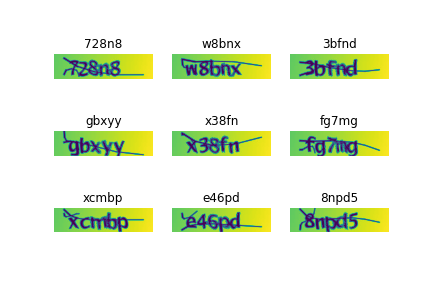 728n8 w8bnx 3bfnd
728n8 w8bnx 3bfnd
gbxyy x38fn fg7mg
gbxyy x38fn fg7mg
xcmbp e46pd 8npd5
xcmbp e46pd 8npd5